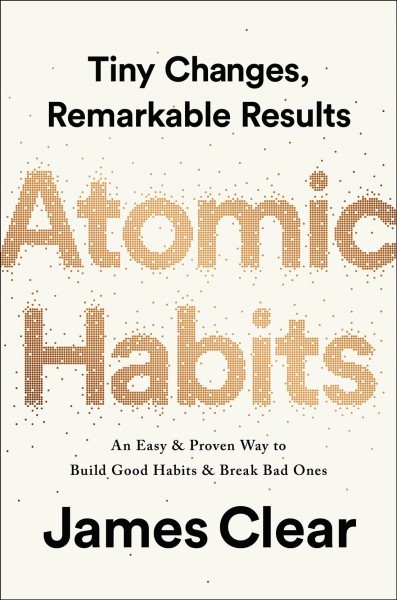 Tiny Changes,
Remarkable Results
Atomic
Habits
An Easy & Proven Way to
Build Good Habits & Break Bad Ones
James Clear